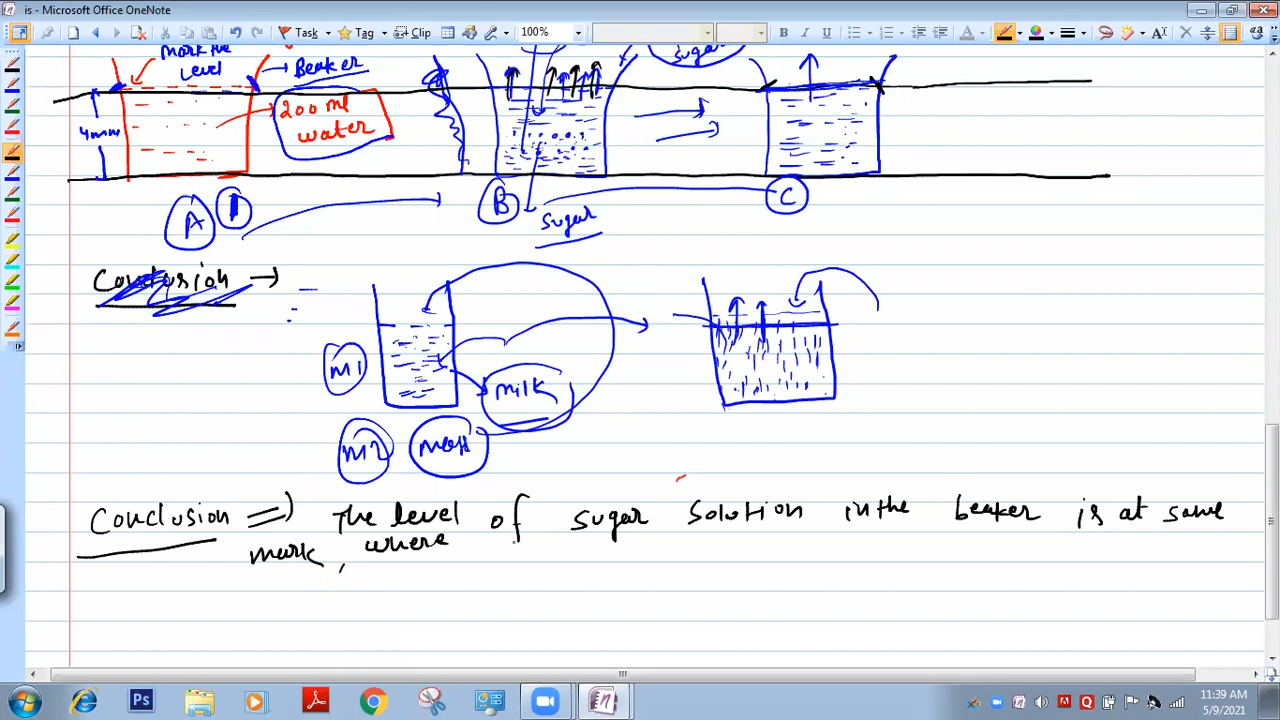 is - Microsoft Office OneNote
Task
Tag
Clip
100%
B I U
mark the
level
Beaker
200 ml
water
4mm
sugar
A
B
C
sugar
Conclusion →
m1
milk
m2
mass
Conclusion ⇒) The level of sugar solution in the beaker is at same
mark, where
11:39 AM
5/9/2021